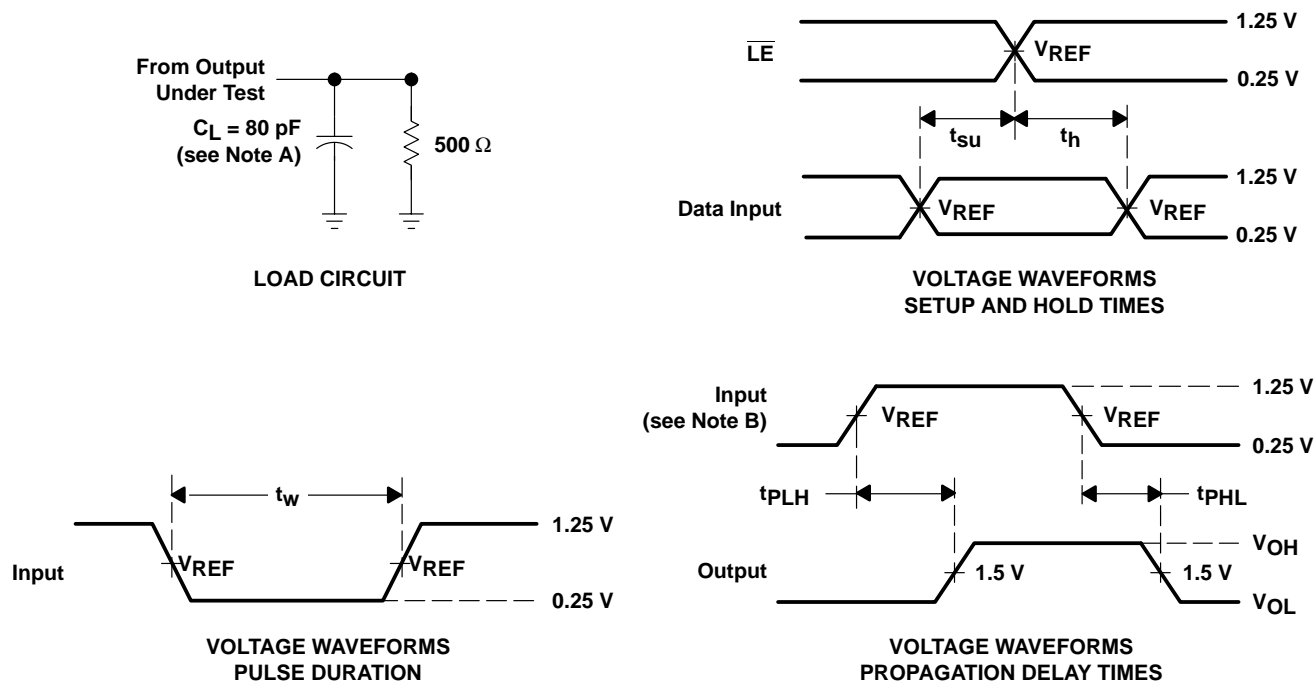 From Output
Under Test
CL = 80 pF
(see Note A)
500 Ω
LOAD CIRCUIT
LE
VREF
1.25 V
0.25 V
tsu
th
Data Input
VREF
VREF
1.25 V
0.25 V
VOLTAGE WAVEFORMS
SETUP AND HOLD TIMES
Input
tw
VREF
VREF
1.25 V
0.25 V
VOLTAGE WAVEFORMS
PULSE DURATION
Input
(see Note B)
VREF
VREF
1.25 V
0.25 V
tPLH
tPHL
Output
1.5 V
1.5 V
VOH
VOL
VOLTAGE WAVEFORMS
PROPAGATION DELAY TIMES